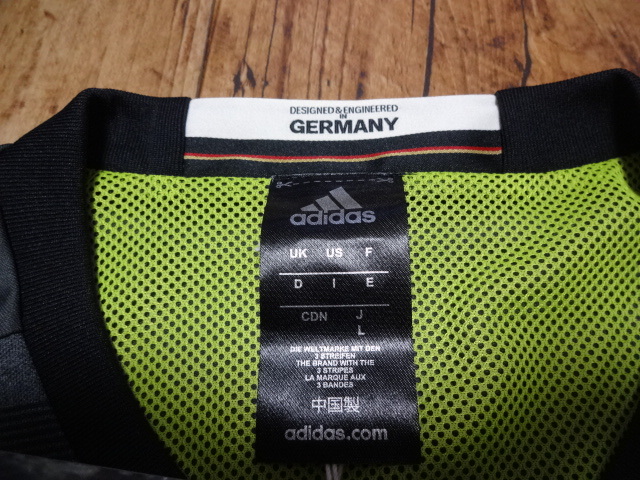 DESIGNED & ENGINEERED
IN
GERMANY
adidas
UK US F
D I E
CDN J
L
DIE WELTMARKE MIT DEN
3 STREIFEN
THE BRAND WITH THE
3 STRIPES
LA MARQUE AUX
3 BANDES
中国製
adidas.com